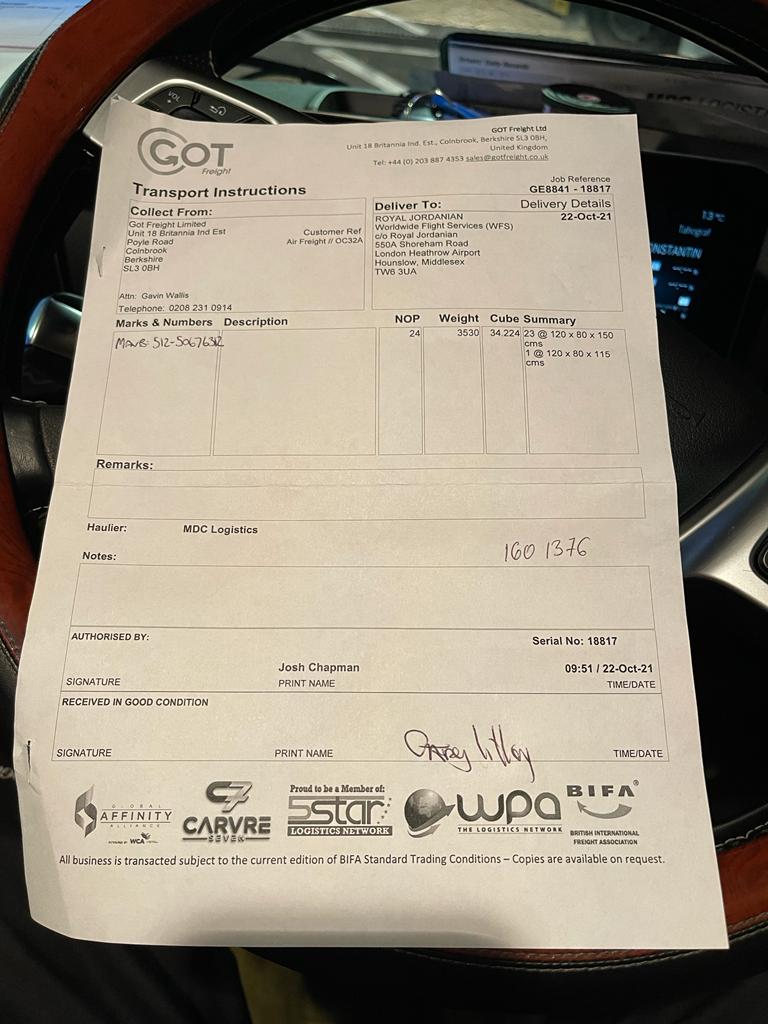 VOL
GOT
Freight
GOT Freight Ltd
Unit 18 Britannia Ind. Est., Colnbrook, Berkshire SL3 0BH,
United Kingdom
Tel: +44 (0) 203 887 4353 sales@gotfreight.co.uk
Transport Instructions
Job Reference
GE8841 - 18817
Collect From:
Got Freight Limited
Unit 18 Britannia Ind Est
Poyle Road
Colnbrook
Berkshire
SL3 0BH
Customer Ref
Air Freight // OC32A
Attn: Gavin Wallis
Telephone: 0208 231 0914
Deliver To: Delivery Details
ROYAL JORDANIAN 22-Oct-21
Worldwide Flight Services (WFS)
c/o Royal Jordanian
550A Shoreham Road
London Heathrow Airport
Hounslow, Middlesex
TW6 3UA
13°C
Marks & Numbers Description NOP Weight Cube Summary
24 3530 34.224 23 @ 120 x 80 x 150
cms
1 @ 120 x 80 x 115
cms
Remarks:
Haulier: MDC Logistics
160 1376
Notes:
AUTHORISED BY: Serial No: 18817
Josh Chapman 09:51 / 22-Oct-21
SIGNATURE PRINT NAME TIME/DATE
RECEIVED IN GOOD CONDITION
SIGNATURE PRINT NAME TIME/DATE
GLOBAL
AFFINITY
ALLIANCE
WCA
C7
CARVRE
SEVEN
Proud to be a Member of:
5star
LOGISTICS NETWORK
wpa
THE LOGISTICS NETWORK
BIFA®
BRITISH INTERNATIONAL
FREIGHT ASSOCIATION
All business is transacted subject to the current edition of BIFA Standard Trading Conditions – Copies are available on request.